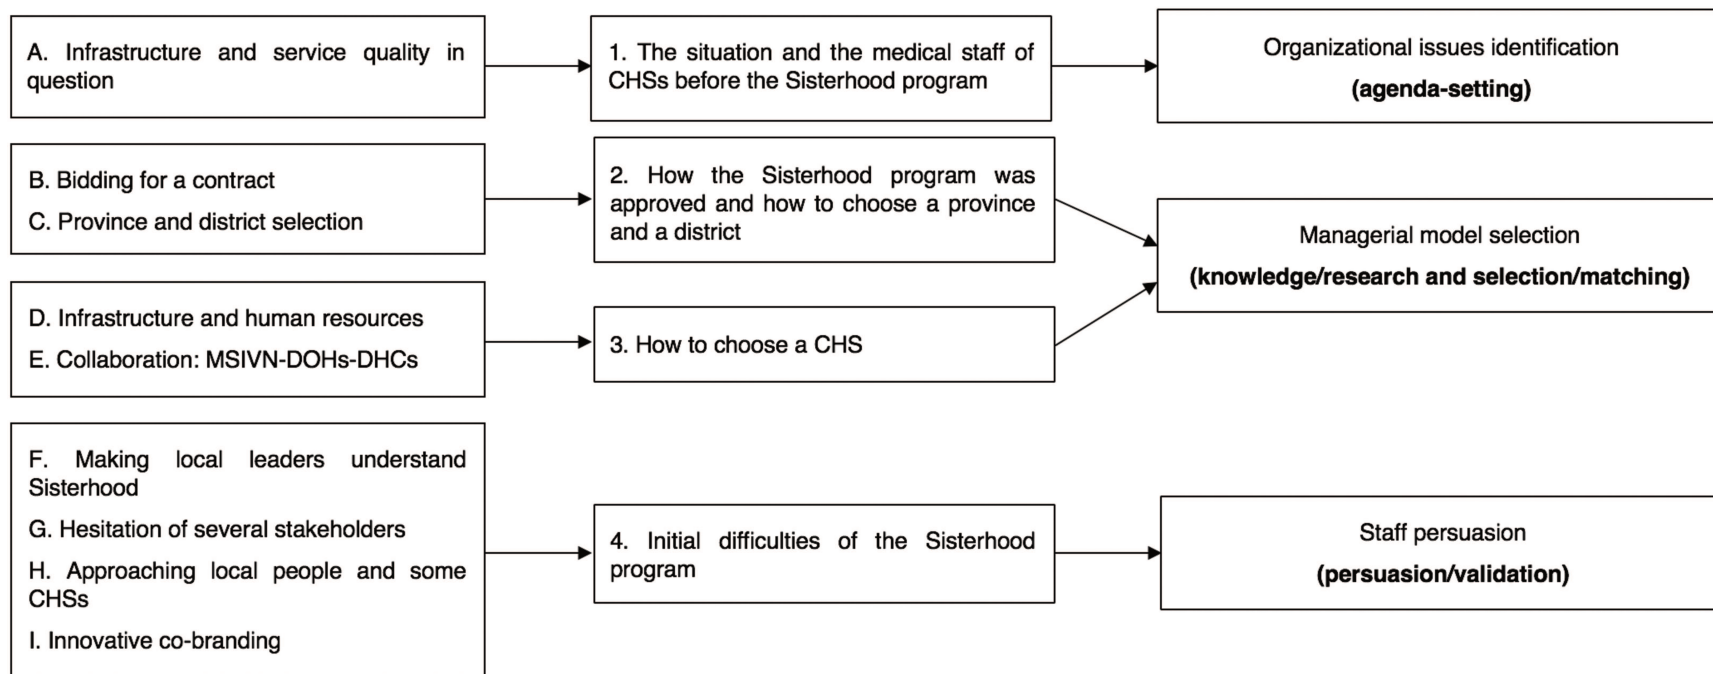 A. Infrastructure and service quality in
question
1. The situation and the medical staff of
CHSs before the Sisterhood program
Organizational issues identification
(agenda-setting)
B. Bidding for a contract
C. Province and district selection
2. How the Sisterhood program was
approved and how to choose a province
and a district
Managerial model selection
(knowledge/research and selection/matching)
D. Infrastructure and human resources
E. Collaboration: MSIVN-DOHs-DHCs
3. How to choose a CHS
F. Making local leaders understand
Sisterhood
G. Hesitation of several stakeholders
H. Approaching local people and some
CHSs
I. Innovative co-branding
4. Initial difficulties of the Sisterhood
program
Staff persuasion
(persuasion/validation)